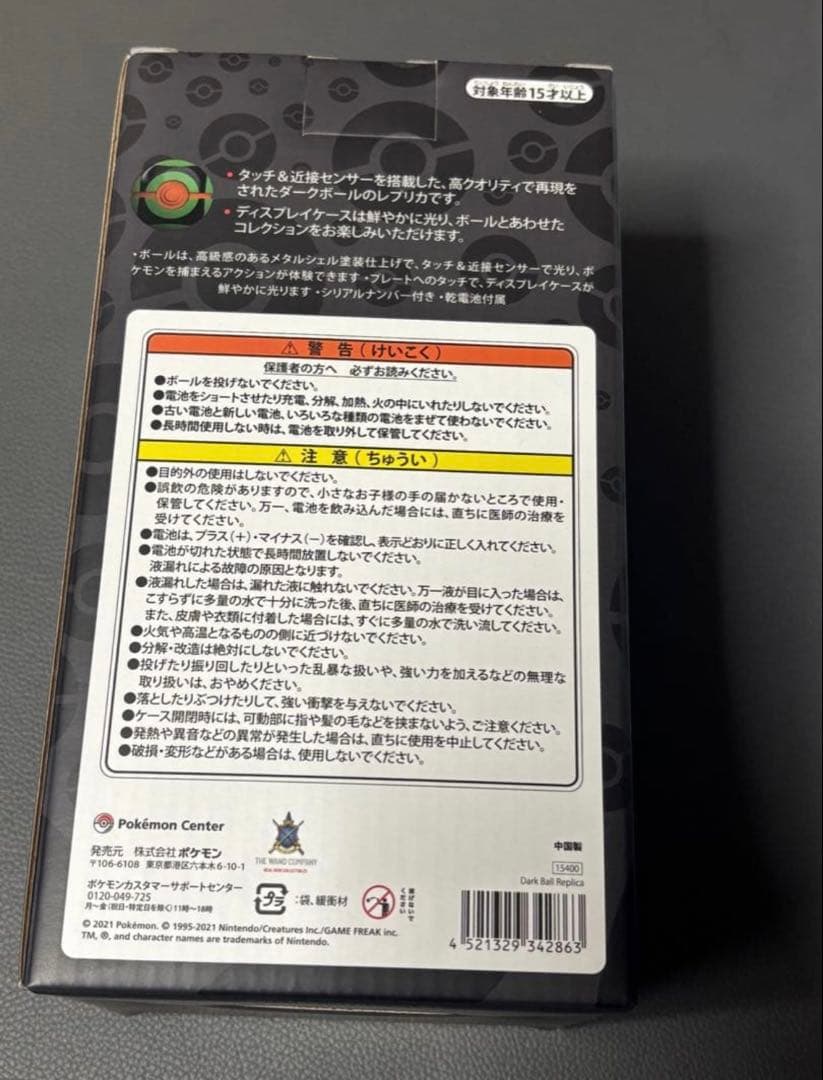 対象年齢15才以上
• タッチ&近接センサーを搭載した、高クオリティで再現を
されたダークボールのレプリカです。
• ディスプレイケースは鮮やかに光り、ボールとあわせた
コレクションをお楽しみいただけます。
・ボールは、高級感のあるメタルシェル塗装仕上げで、タッチ&近接センサーで光り、ポ
ケモンを捕まえるアクションが体験できます・プレートへのタッチで、ディスプレイケースが
鮮やかに光ります・シリアルナンバー付き・乾電池付属
⚠ 警 告(けいこく)
保護者の方へ 必ずお読みください。
●ボールを投げないでください。
●電池をショートさせたり充電、分解、加熱、火の中にいれたりしないでください。
●古い電池と新しい電池、いろいろな種類の電池をまぜて使わないでください。
●長時間使用しない時は、電池を取り外して保管してください。
⚠ 注 意(ちゅうい)
●目的外の使用はしないでください。
●誤飲の危険がありますので、小さなお子様の手の届かないところで使用・
保管してください。万一、電池を飲み込んだ場合には、直ちに医師の治療を
受けてください。
●電池は、プラス(+)・マイナス(−)を確認し、表示どおりに正しく入れてください。
●電池が切れた状態で長時間放置しないでください。
液漏れによる故障の原因となります。
●液漏れした場合は、漏れた液に触れないでください。万一液が目に入った場合は、
こすらずに多量の水で十分に洗った後、直ちに医師の治療を受けてください。
また、皮膚や衣類に付着した場合には、すぐに多量の水で洗い流してください。
●火気や高温となるものの側に近づけないでください。
●分解・改造は絶対にしないでください。
●投げたり振り回したりといった乱暴な扱いや、強い力を加えるなどの無理な
取り扱いは、おやめください。
●落としたりぶつけたりして、強い衝撃を与えないでください。
●ケース開閉時には、可動部に指や髪の毛などを挟まないよう、ご注意ください。
●発熱や異音などの異常が発生した場合は、直ちに使用を中止してください。
●破損・変形などがある場合は、使用しないでください。
Pokémon Center
発売元 株式会社ポケモン
〒106-6108 東京都港区六本木6-10-1
ポケモンカスタマーサポートセンター
0120-049-725
月〜金(祝日・特定日を除く)11時〜18時
THE WAND COMPANY
プラ
:袋、緩衝材
投げないで
ください
© 2021 Pokémon. © 1995-2021 Nintendo/Creatures Inc./GAME FREAK inc.
TM, ®, and character names are trademarks of Nintendo.
中国製
15400
Dark Ball Replica
4 521329 342863